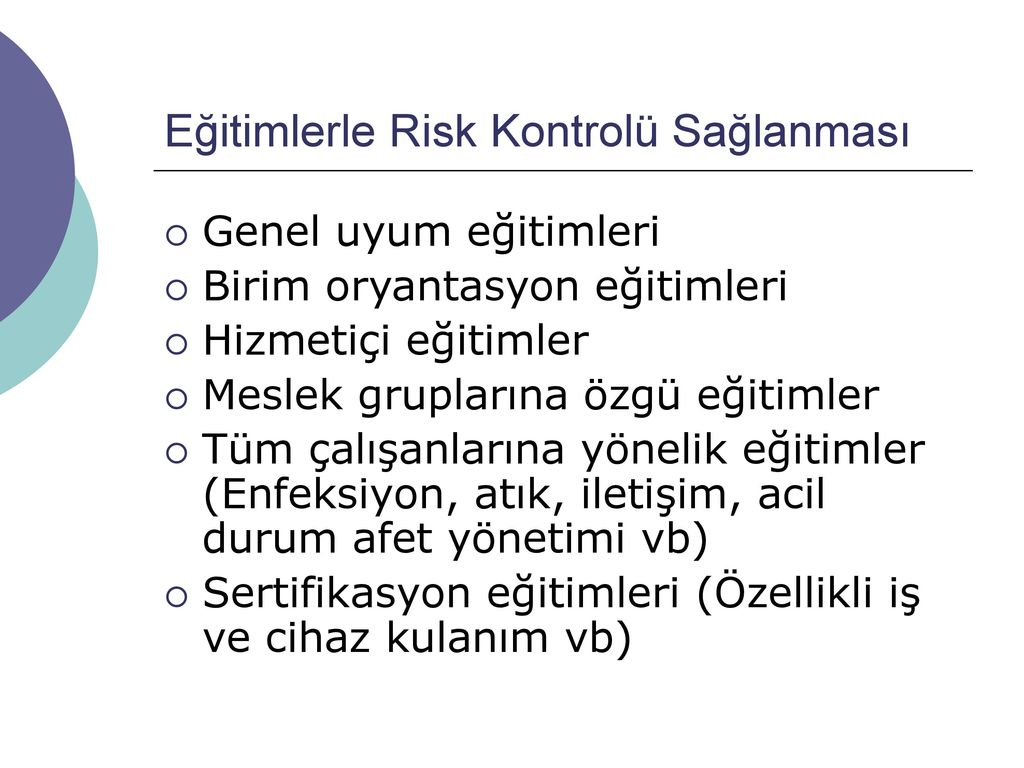 Eğitimlerle Risk Kontrolü Sağlanması
Genel uyum eğitimleri
Birim oryantasyon eğitimleri
Hizmetiçi eğitimler
Meslek gruplarına özgü eğitimler
Tüm çalışanlarına yönelik eğitimler
(Enfeksiyon, atık, iletişim, acil
durum afet yönetimi vb)
Sertifikasyon eğitimleri (Özellikli iş
ve cihaz kulanım vb)